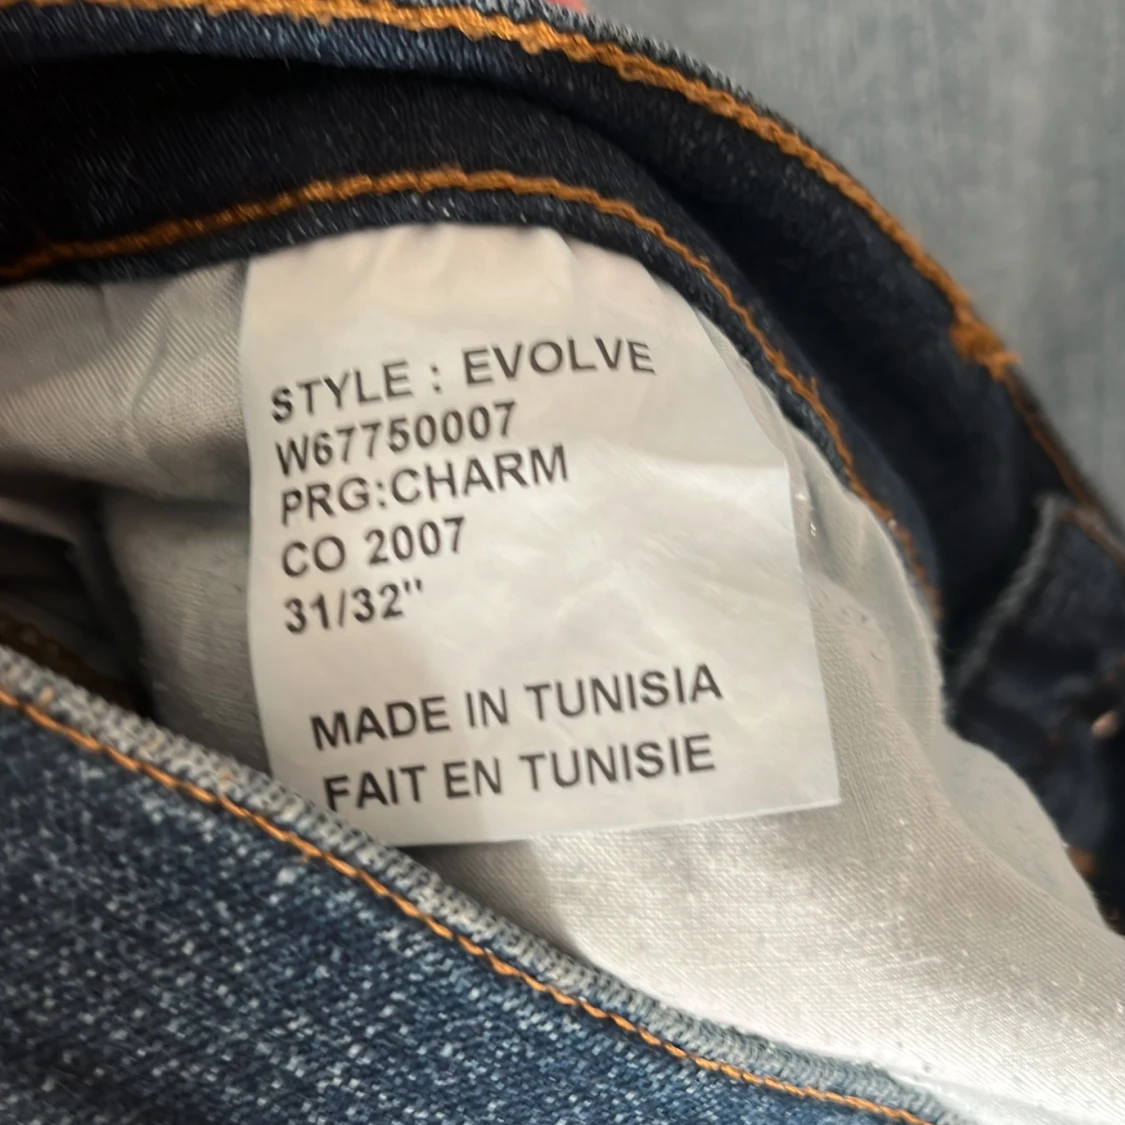 STYLE : EVOLVE
W67750007
PRG:CHARM
CO 2007
31/32"
MADE IN TUNISIA
FAIT EN TUNISIE